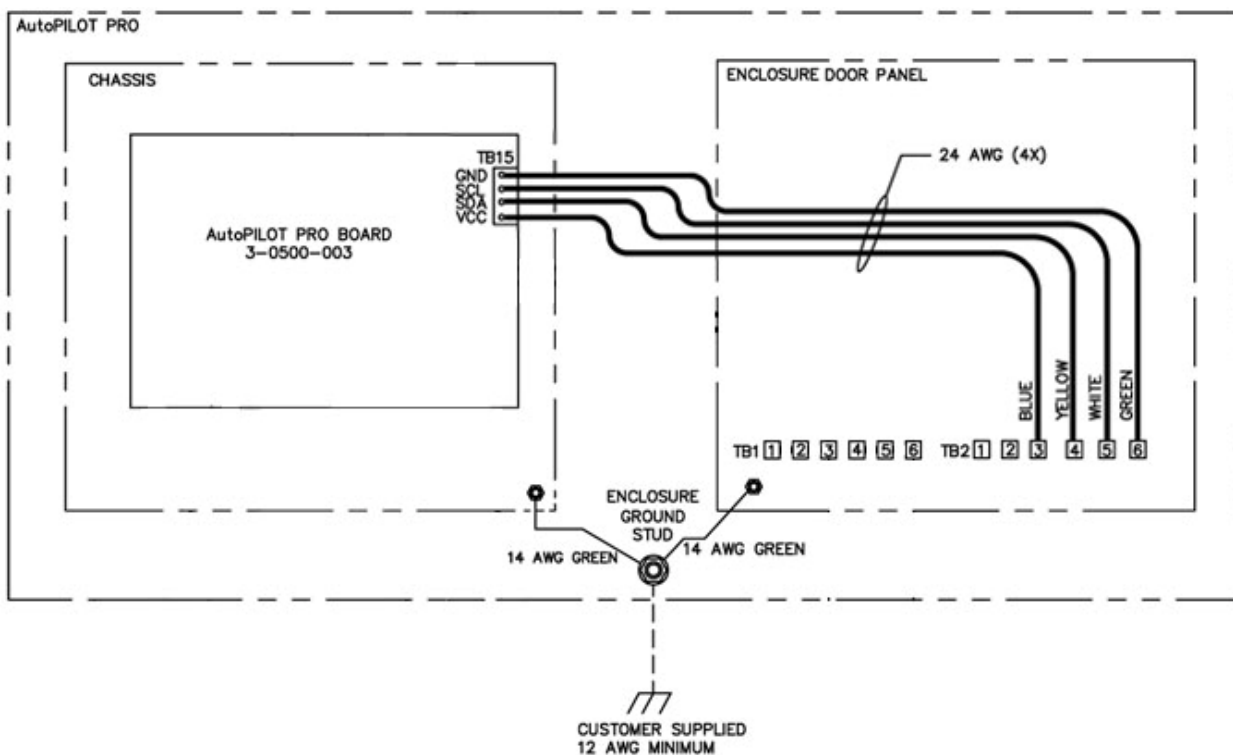 AutoPILOT PRO
CHASSIS
ENCLOSURE DOOR PANEL
24 AWG (4X)
TB15
GND
SCL
SDA
VCC
AutoPILOT PRO BOARD
3-0500-003
BLUE
YELLOW
WHITE
GREEN
TB1 1 2 3 4 5 6
TB2 1 2 3 4 5 6
ENCLOSURE
GROUND
STUD
14 AWG GREEN
14 AWG GREEN
CUSTOMER SUPPLIED
12 AWG MINIMUM